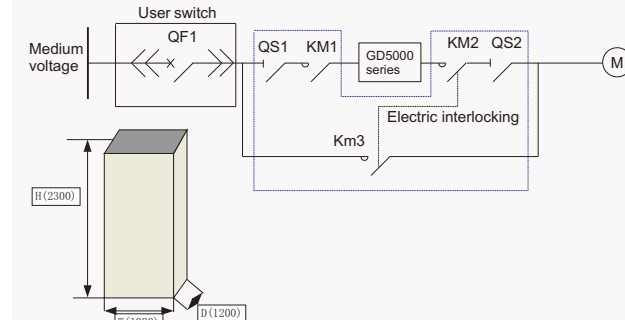 User switch
Medium
voltage
QF1
QS1
KM1
GD5000
series
KM2
QS2
M
Electric interlocking
Km3
H(2300)
D(1200)